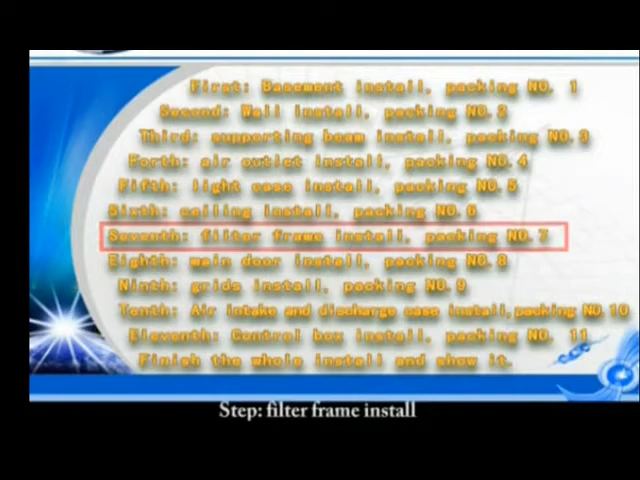 First: Basement install, packing NO. 1
Second: Wall install, packing NO.2
Third: supporting beam install, packing NO.3
Forth: air outlet install, packing NO.4
Fifth: light case install, packing NO.5
Sixth: ceiling install, packing NO.6
Seventh: filter frame install, packing NO.7
Eighth: main door install, packing NO.8
Ninth: grids install, packing NO.9
Tenth: Air intake and discharge case install,packing NO.10
Eleventh: Control box install, packing NO. 11
Finish the whole install and show it.
Step: filter frame install